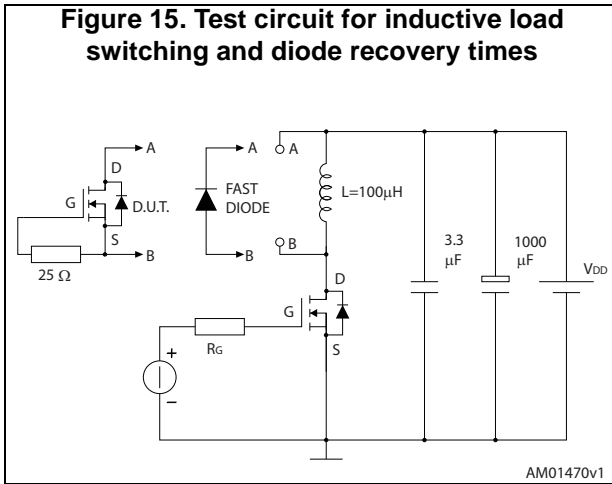 Figure 15. Test circuit for inductive load
switching and diode recovery times
A
D
G
D.U.T.
S
B
25 Ω
A
FAST
DIODE
B
A
L=100μH
B
D
G
S
RG
+
−
3.3
μF
1000
μF
VDD
AM01470v1